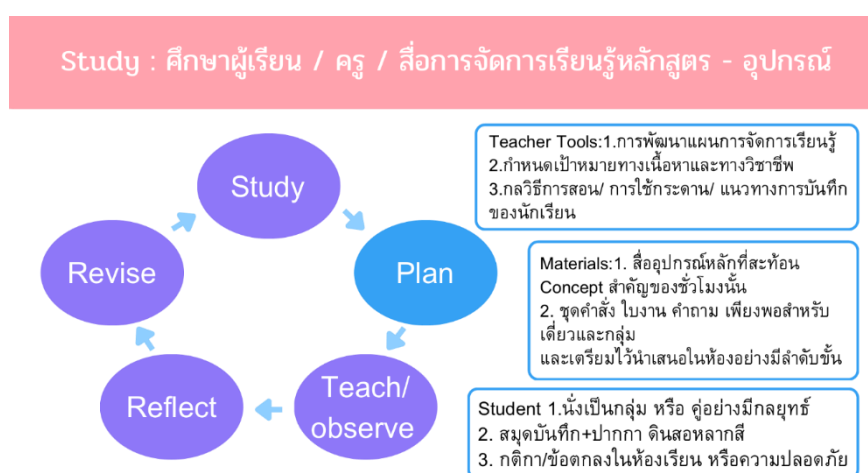 Study : ศึกษาผู้เรียน / ครู / สื่อการจัดการเรียนรู้หลักสูตร - อุปกรณ์
Study
Plan
Teach/
observe
Reflect
Revise
Teacher Tools:1.การพัฒนาแผนการจัดการเรียนรู้
2.กำหนดเป้าหมายทางเนื้อหาและทางวิชาชีพ
3.กลวิธีการสอน/ การใช้กระดาน/ แนวทางการบันทึก
ของนักเรียน
Materials:1. สื่ออุปกรณ์หลักที่สะท้อน
Concept สำคัญของชั่วโมงนั้น
2. ชุดคำสั่ง ใบงาน คำถาม เพียงพอสำหรับ
เดี่ยวและกลุ่ม
และเตรียมไว้นำเสนอในห้องอย่างมีลำดับขั้น
Student 1.นั่งเป็นกลุ่ม หรือ คู่อย่างมีกลยุทธ์
2. สมุดบันทึก+ปากกา ดินสอหลากสี
3. กติกา/ข้อตกลงในห้องเรียน หรือความปลอดภัย